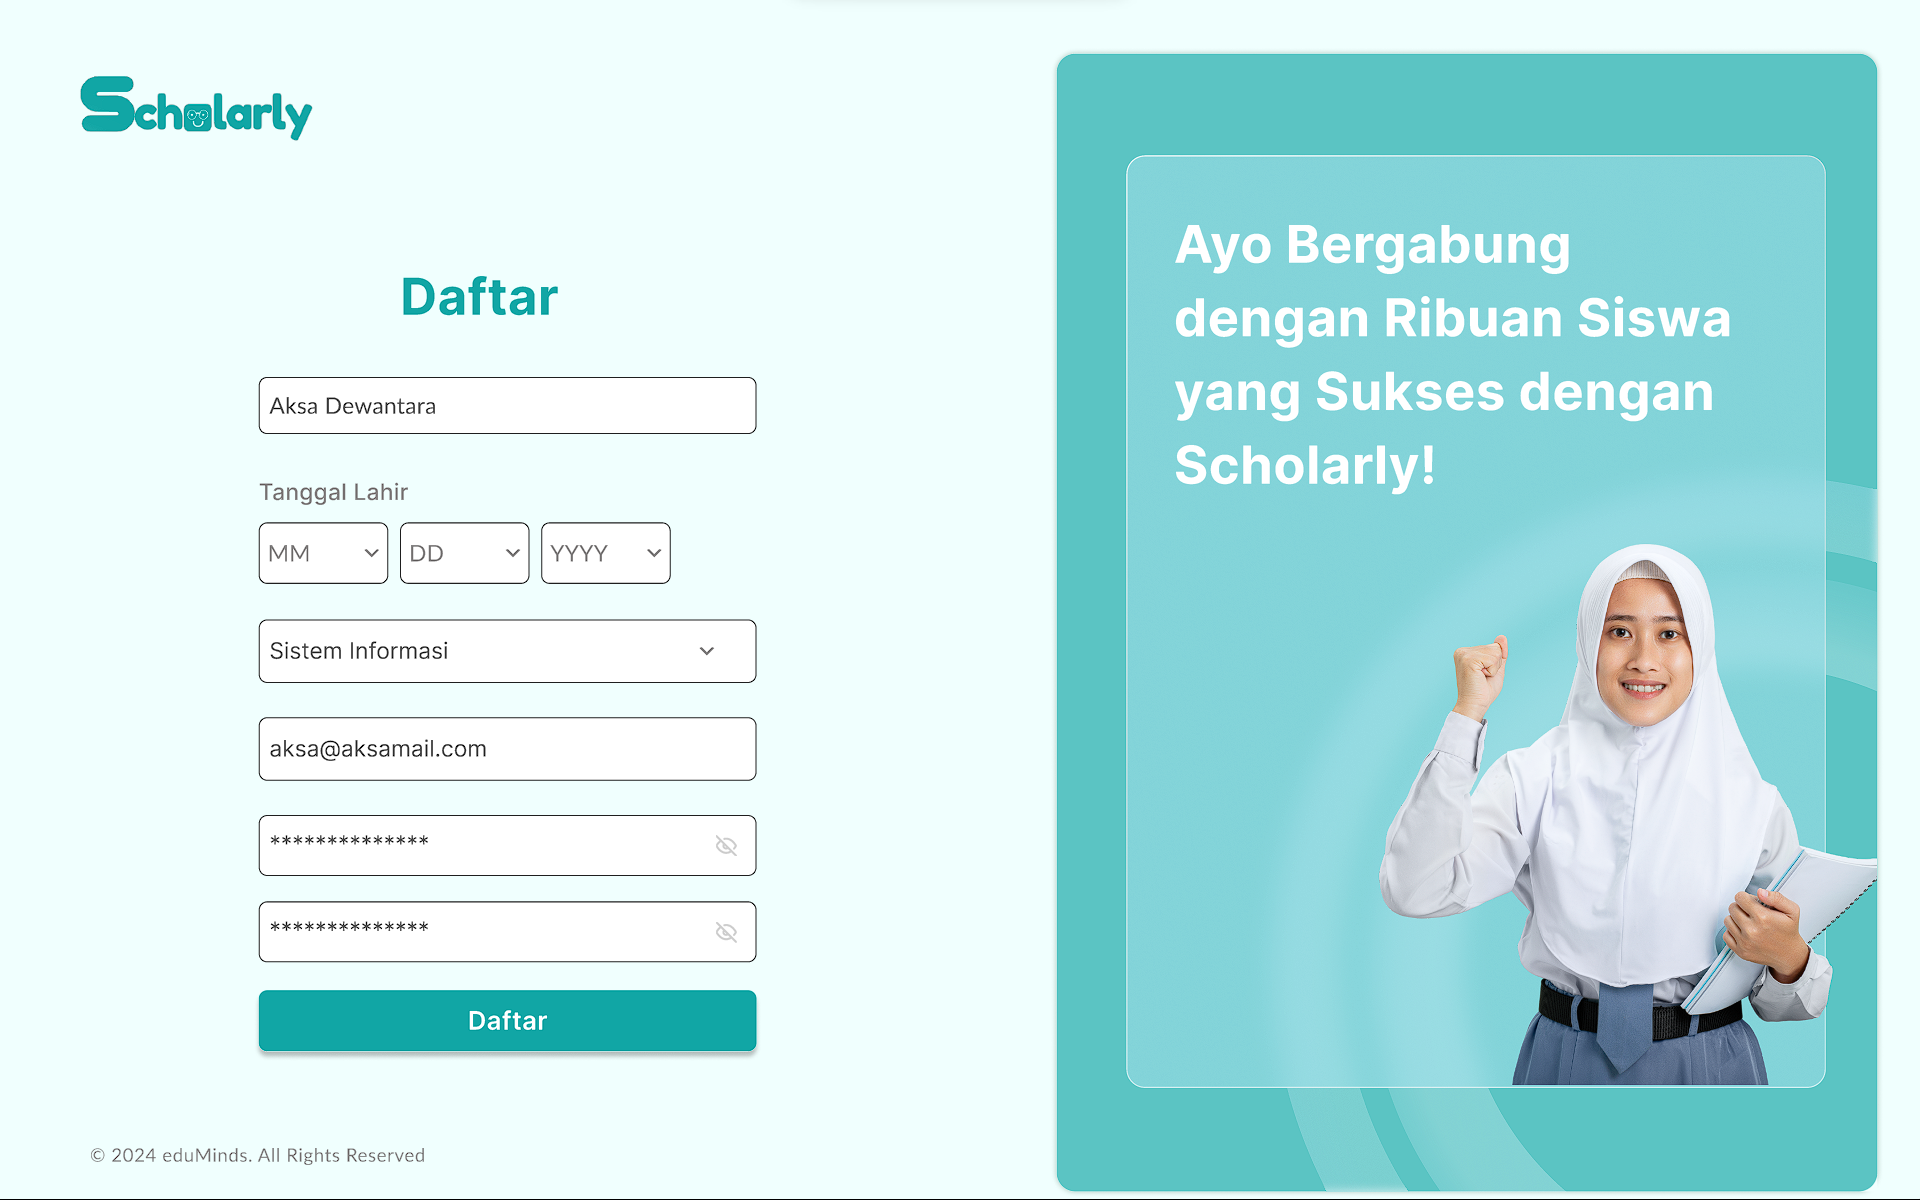 Scholarly
Daftar
Aksa Dewantara
Tanggal Lahir
MM DD YYYY
Sistem Informasi
aksa@aksamail.com
**************
**************
Daftar
© 2024 eduMinds. All Rights Reserved
Ayo Bergabung
dengan Ribuan Siswa
yang Sukses dengan
Scholarly!